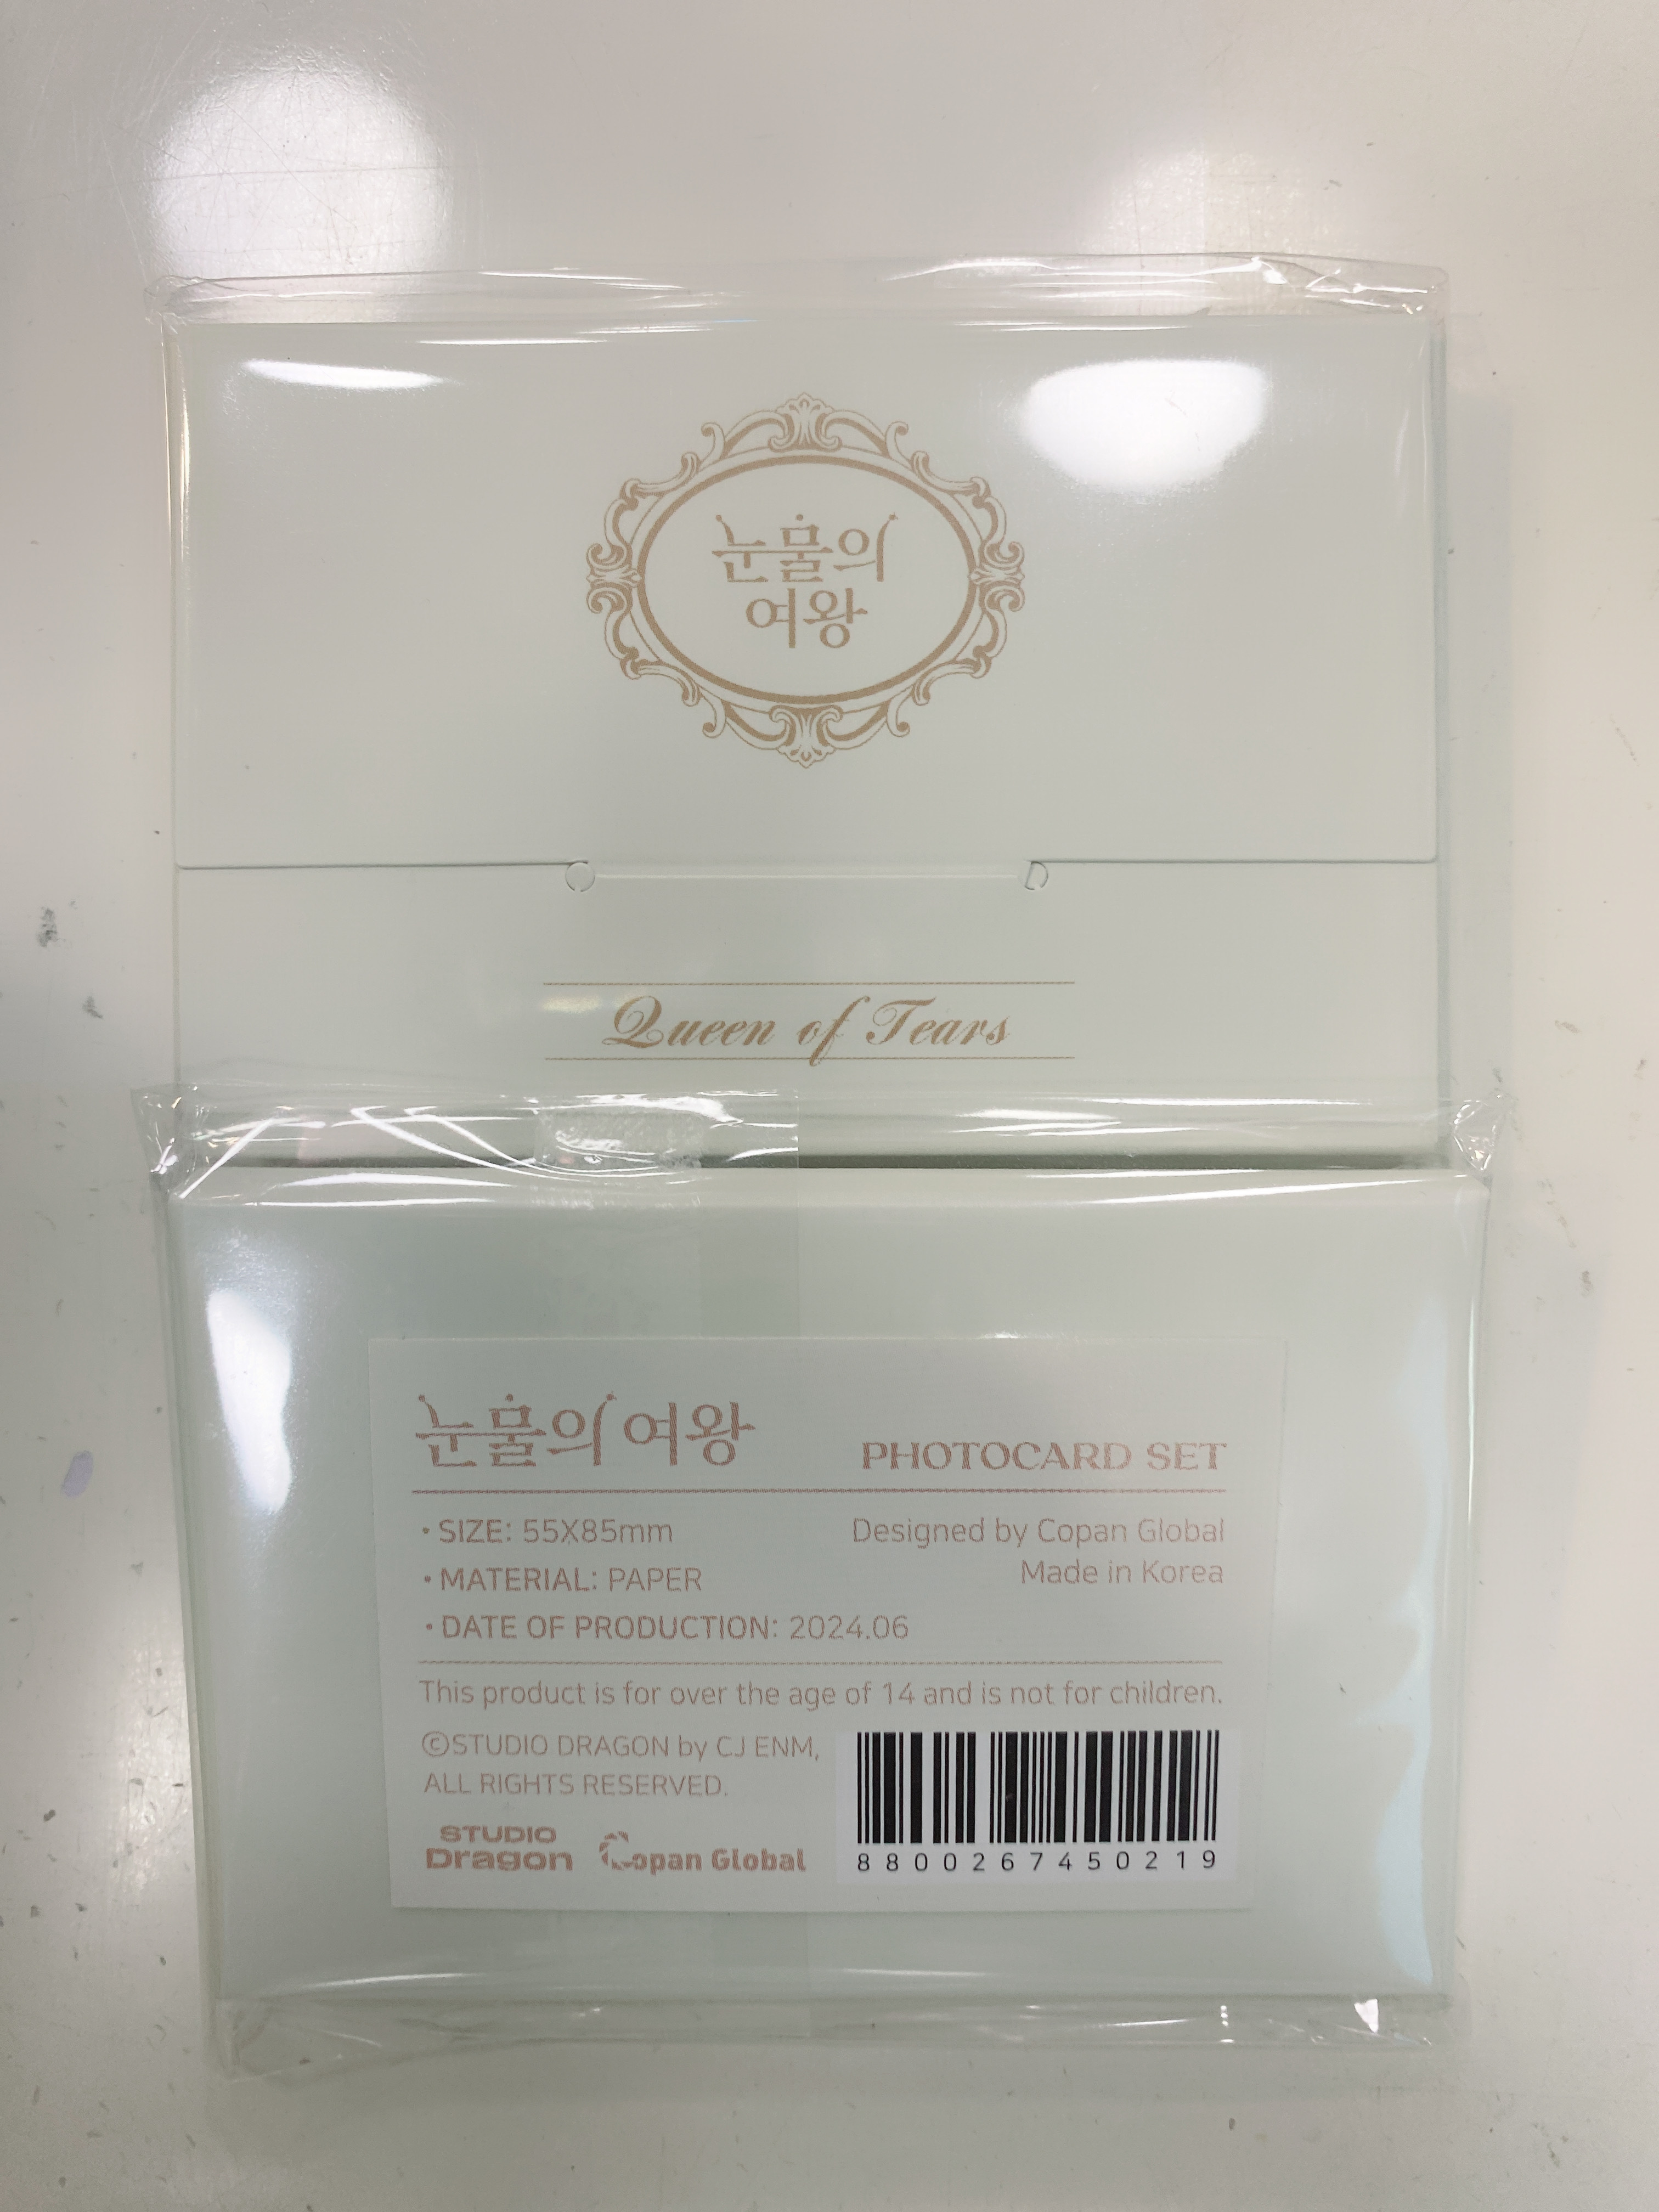 눈물의
여왕
Queen of Tears
눈물의 여왕 PHOTOCARD SET
• SIZE: 55X85mm
Designed by Copan Global
• MATERIAL: PAPER
Made in Korea
• DATE OF PRODUCTION: 2024.06
This product is for over the age of 14 and is not for children.
©STUDIO DRAGON by CJ ENM,
ALL RIGHTS RESERVED.
STUDIO
Dragon
Copan Global
8800267450219